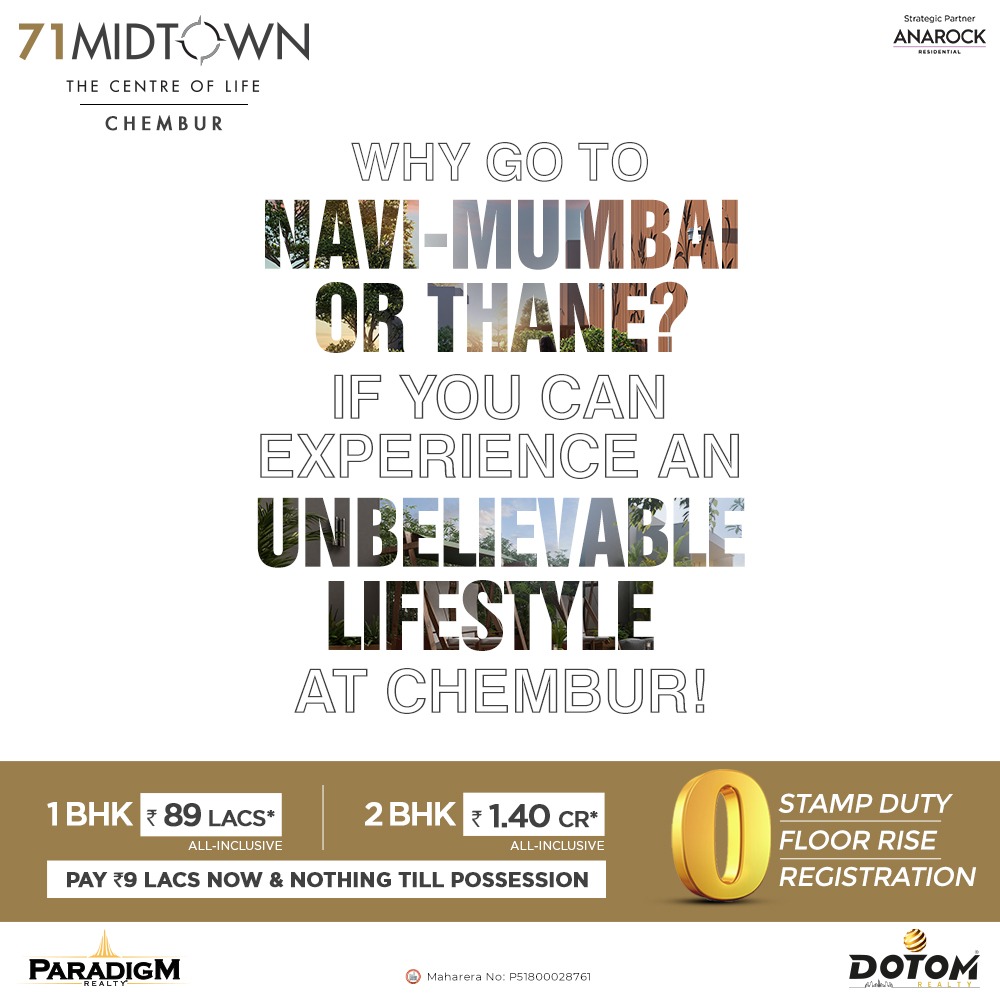 71 MIDTOWN
THE CENTRE OF LIFE
CHEMBUR
Strategic Partner
ANAROCK
RESIDENTIAL
WHY GO TO
NAVI-MUMBAI
OR THANE?
IF YOU CAN
EXPERIENCE AN
UNBELIEVABLE
LIFESTYLE
AT CHEMBUR!
1 BHK ₹ 89 LACS*
ALL-INCLUSIVE
2 BHK ₹ 1.40 CR*
ALL-INCLUSIVE
PAY ₹9 LACS NOW & NOTHING TILL POSSESSION
0
STAMP DUTY
FLOOR RISE
REGISTRATION
PARADIGM
REALTY
Maharera No: P51800028761
DOTOM
REALTY